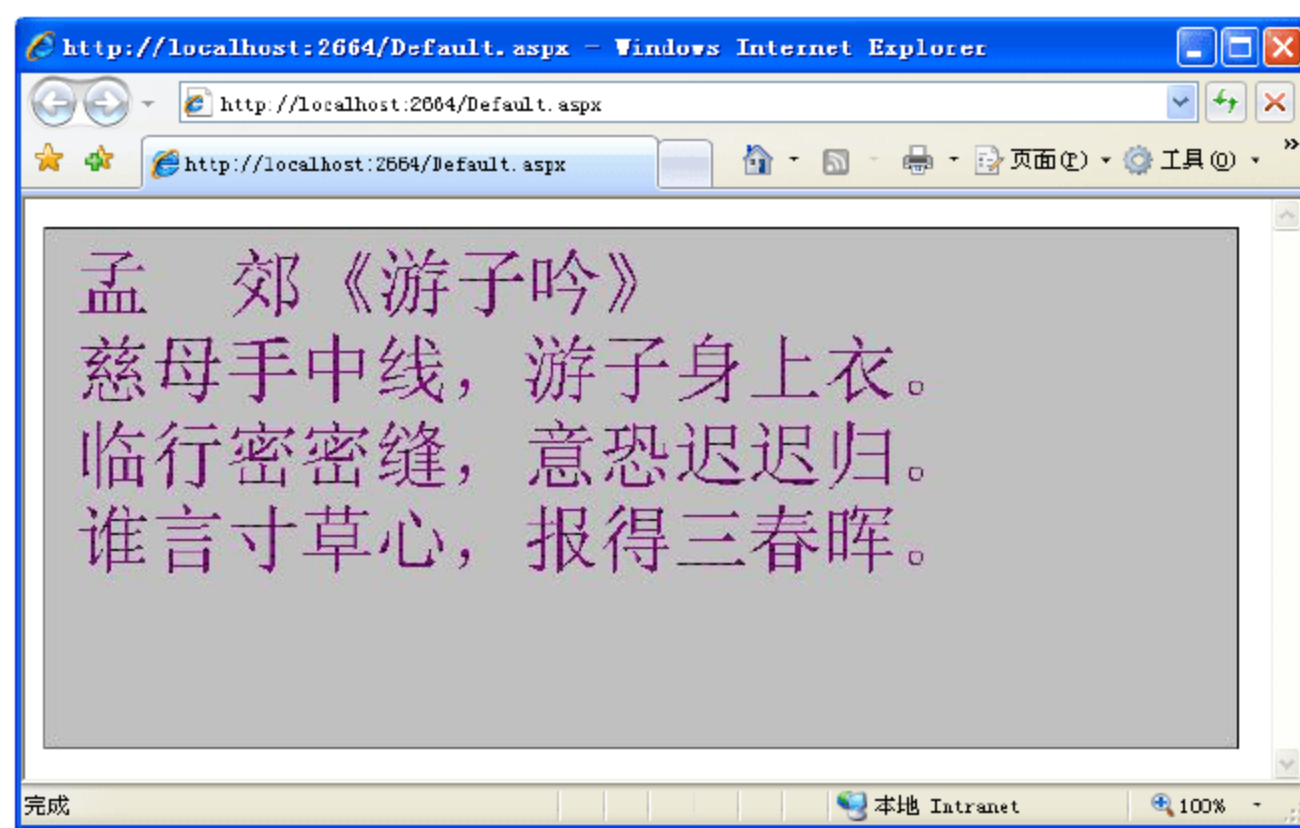 http://localhost:2664/Default.aspx - Windows Internet Explorer
http://localhost:2664/Default.aspx
http://localhost:2664/Default.aspx
页面(P)
工具(O)
孟　郊《游子吟》
慈母手中线，游子身上衣。
临行密密缝，意恐迟迟归。
谁言寸草心，报得三春晖。
完成
本地 Intranet
100%